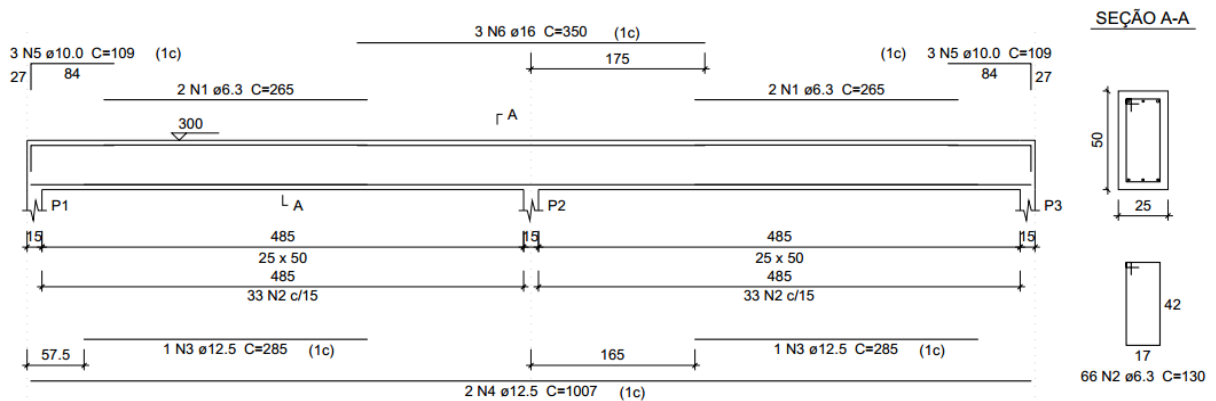 SEÇÃO A-A
3 N6 ø16 C=350 (1c)
3 N5 ø10.0 C=109 (1c)
175
(1c) 3 N5 ø10.0 C=109
27 84
84 27
2 N1 ø6.3 C=265
2 N1 ø6.3 C=265
A
300
50
A
P1
P2
P3
25
15 485 15 485 15
25 x 50
25 x 50
485
485
33 N2 c/15
33 N2 c/15
42
17
66 N2 ø6.3 C=130
57.5
1 N3 ø12.5 C=285 (1c)
165
1 N3 ø12.5 C=285 (1c)
2 N4 ø12.5 C=1007 (1c)